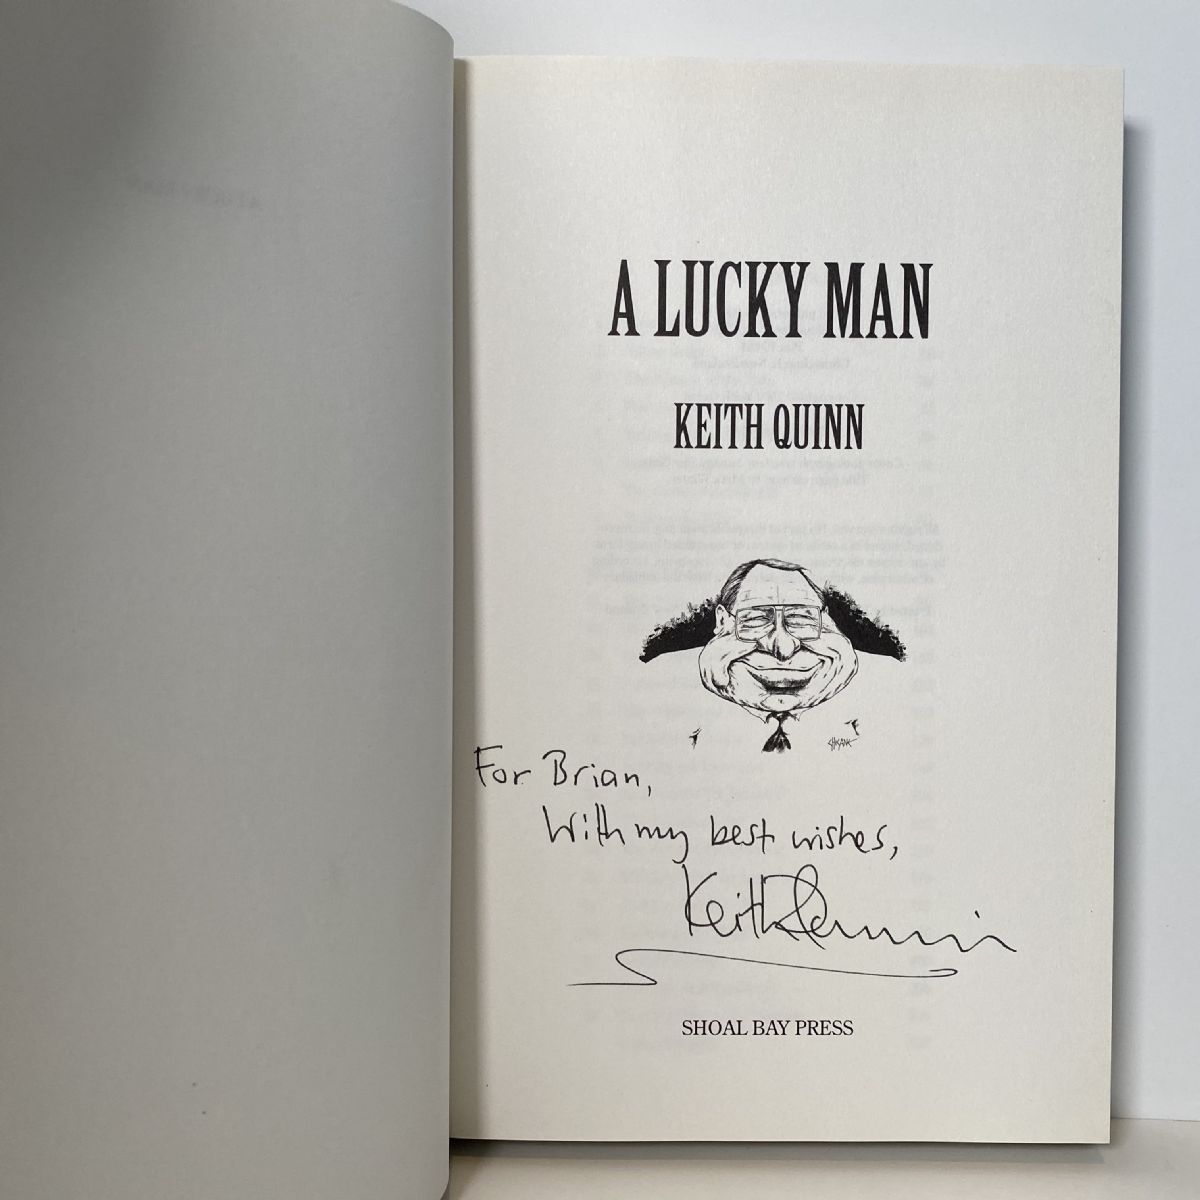 A LUCKY MAN
KEITH QUINN
For Brian,
With my best wishes,
Keith Quinn
SHOAL BAY PRESS